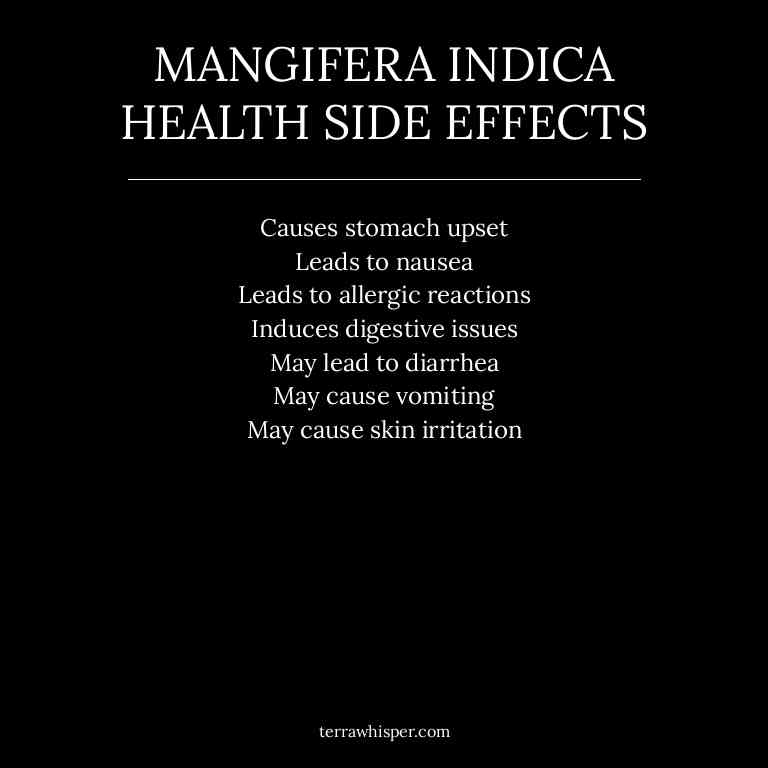 MANGIFERA INDICA
HEALTH SIDE EFFECTS
Causes stomach upset
Leads to nausea
Leads to allergic reactions
Induces digestive issues
May lead to diarrhea
May cause vomiting
May cause skin irritation
terrawhisper.com